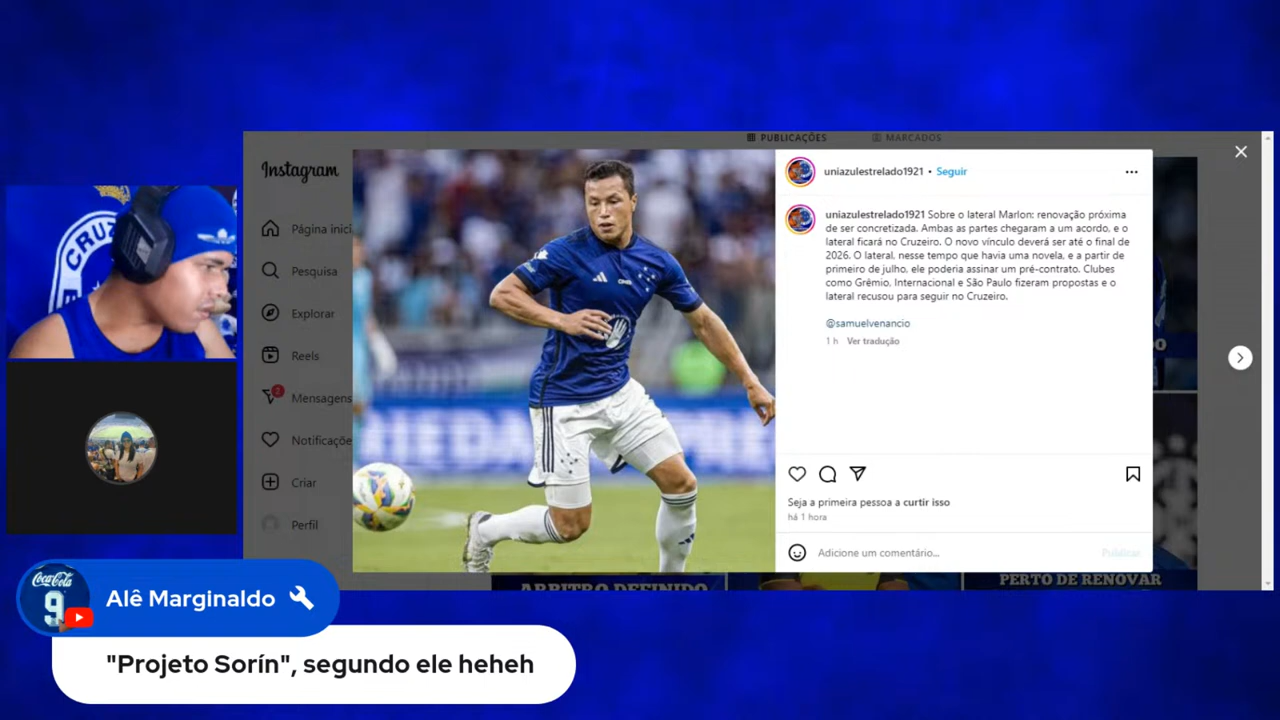 PUBLICAÇÕES
MARCADOS
Instagram
Página inici
Pesquisa
Explorar
Reels
2
Mensagens
Notificaçõe
Criar
Perfil
CRUZ
uniazulestrelado1921 • Seguir
uniazulestrelado1921 Sobre o lateral Marlon: renovação próxima
de ser concretizada. Ambas as partes chegaram a um acordo, e o
lateral ficará no Cruzeiro. O novo vínculo deverá ser até o final de
2026. O lateral, nesse tempo que havia uma novela, e a partir de
primeiro de julho, ele poderia assinar um pré-contrato. Clubes
como Grêmio, Internacional e São Paulo fizeram propostas e o
lateral recusou para seguir no Cruzeiro.
@samuelvenancio
1 h Ver tradução
Seja a primeira pessoa a curtir isso
há 1 hora
Adicione um comentário...
Publicar
ÁRBITRO DEFINIDO
PERTO DE RENOVAR
Coca-Cola
9
Alê Marginaldo
"Projeto Sorín", segundo ele heheh